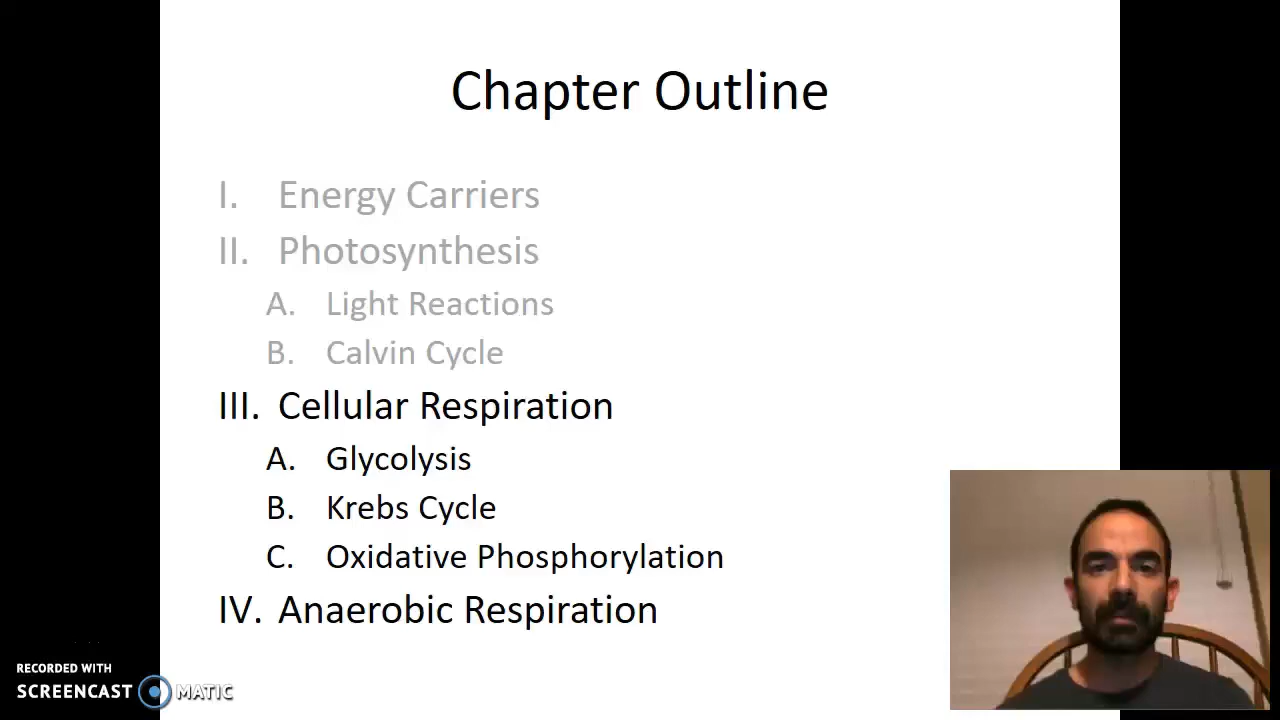 Chapter Outline
I. Energy Carriers
II. Photosynthesis
A. Light Reactions
B. Calvin Cycle
III. Cellular Respiration
A. Glycolysis
B. Krebs Cycle
C. Oxidative Phosphorylation
IV. Anaerobic Respiration
RECORDED WITH
SCREENCAST MATIC